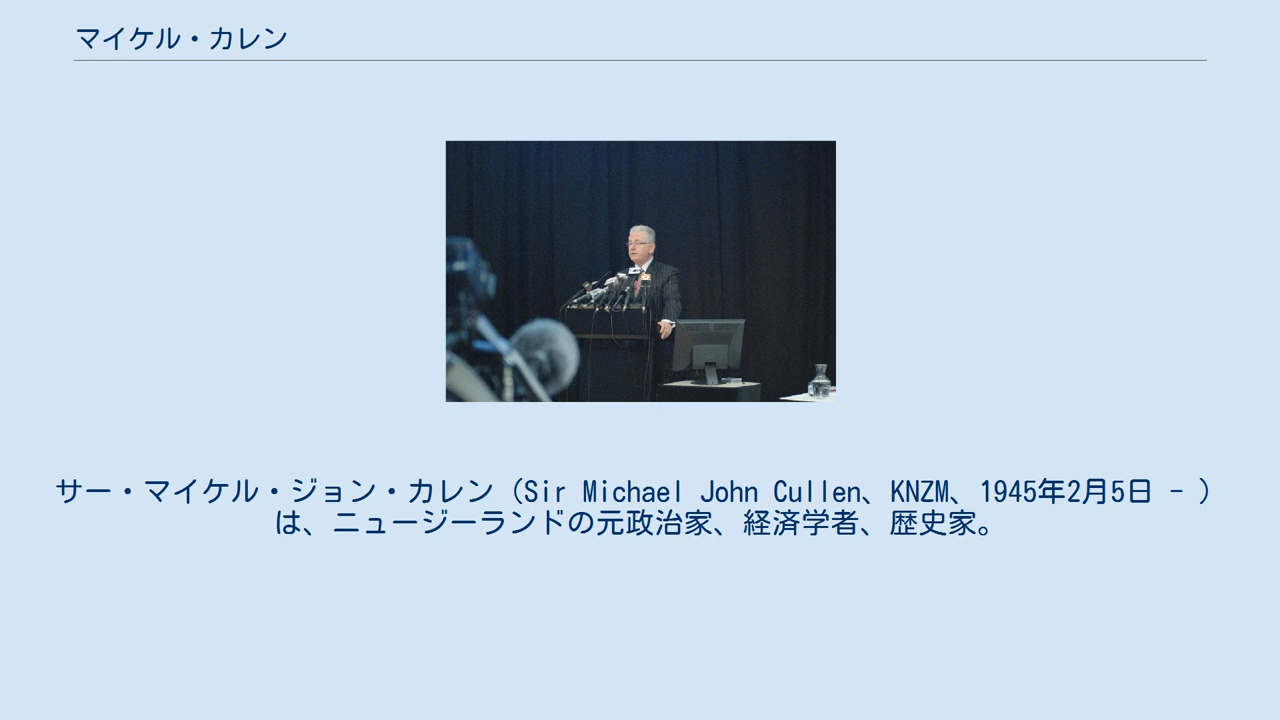 マイケル・カレン
サー・マイケル・ジョン・カレン（Sir Michael John Cullen、KNZM、1945年2月5日 - ）
は、ニュージーランドの元政治家、経済学者、歴史家。